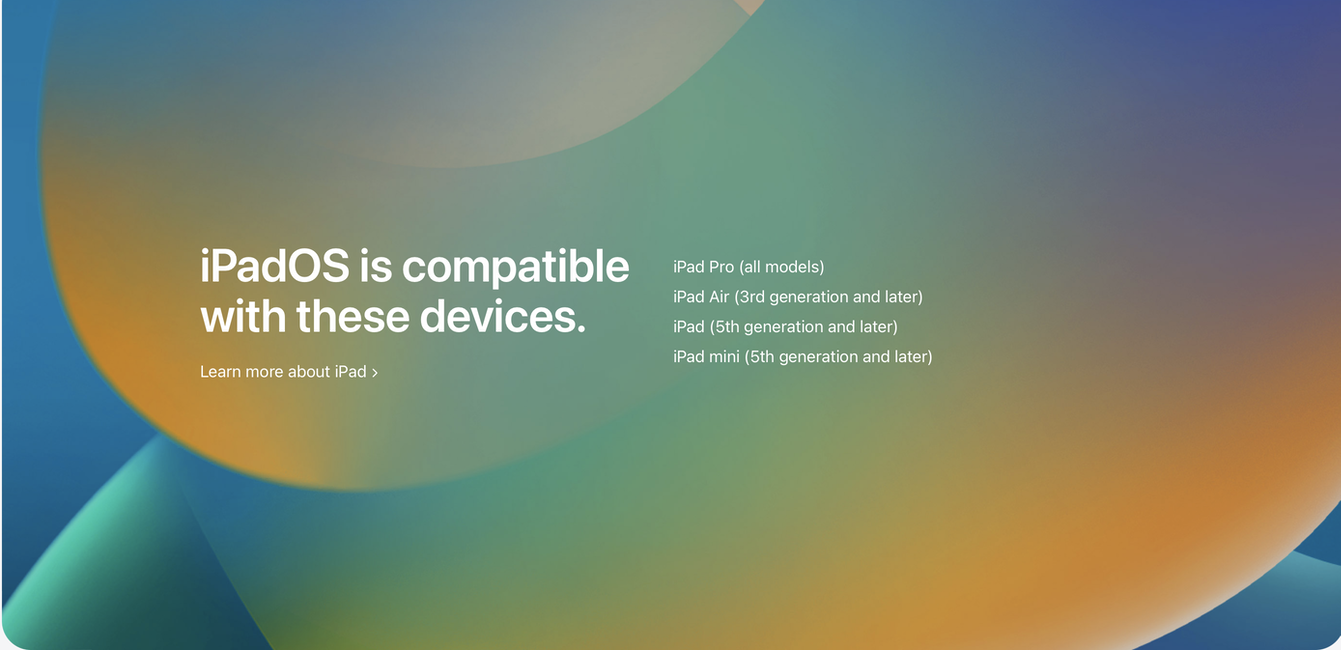 iPadOS is compatible
with these devices.
Learn more about iPad >
iPad Pro (all models)
iPad Air (3rd generation and later)
iPad (5th generation and later)
iPad mini (5th generation and later)